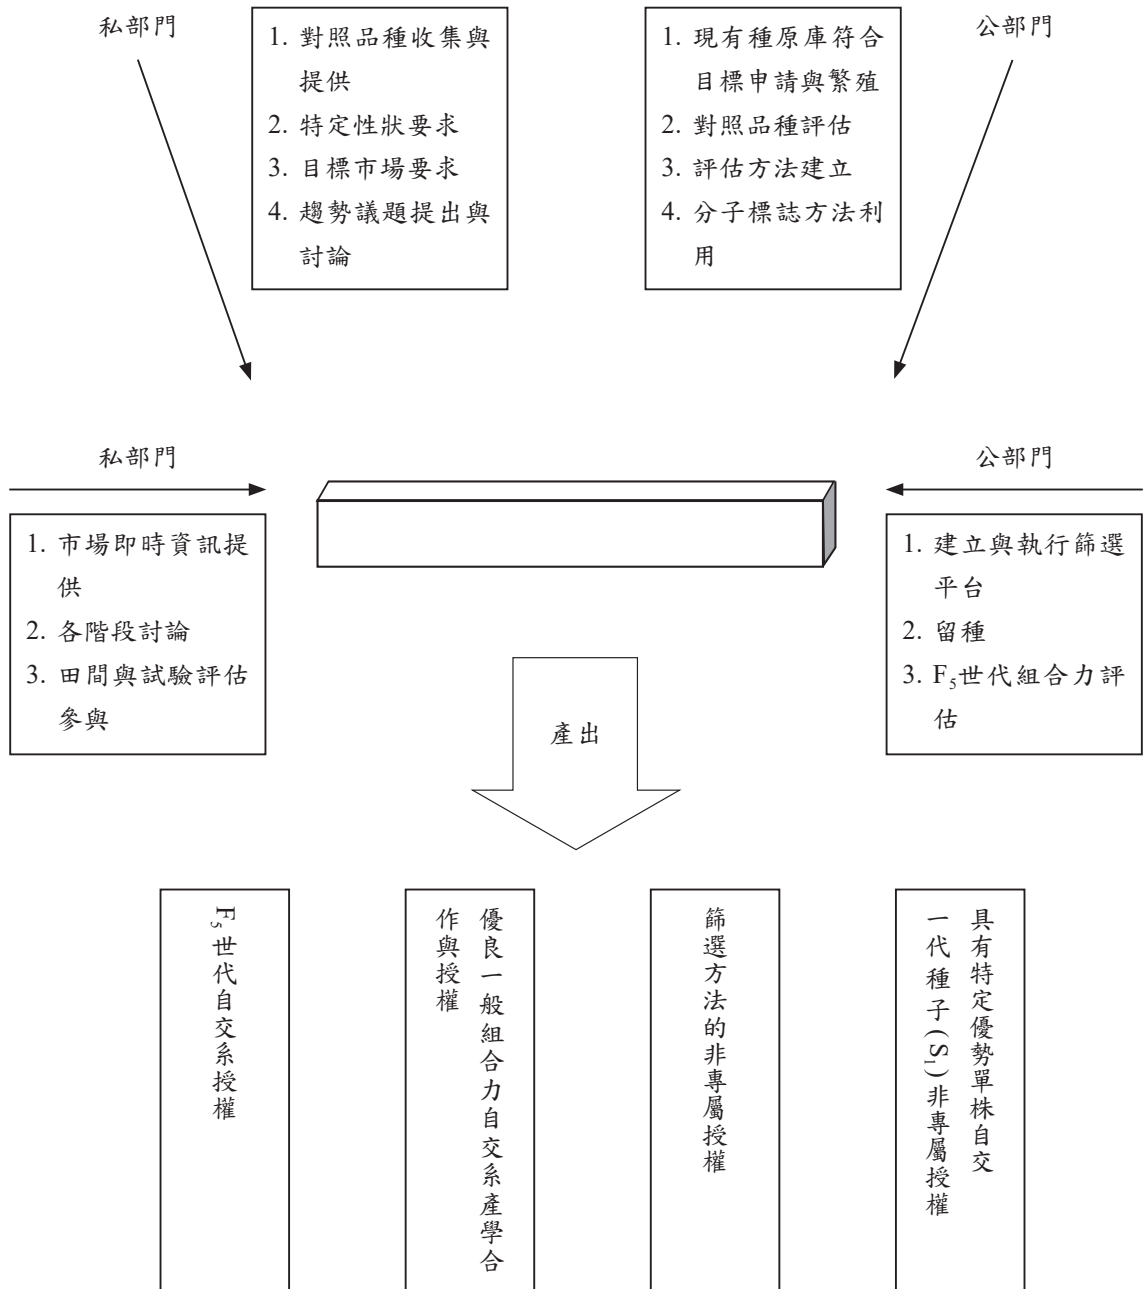 私部門
1. 對照品種收集與
提供
2. 特定性狀要求
3. 目標市場要求
4. 趨勢議題提出與
討論
1. 現有種原庫符合
目標申請與繁殖
2. 對照品種評估
3. 評估方法建立
4. 分子標誌方法利
用
公部門
私部門
1. 市場即時資訊提
供
2. 各階段討論
3. 田間與試驗評估
參與
公部門
1. 建立與執行篩選
平台
2. 留種
3. F₅世代組合力評
估
產出
F₅世代自交系授權
優良一般組合力自交系產學合
作與授權
篩選方法的非專屬授權
具有特定優勢單株自交
一代種子(S₁)非專屬授權